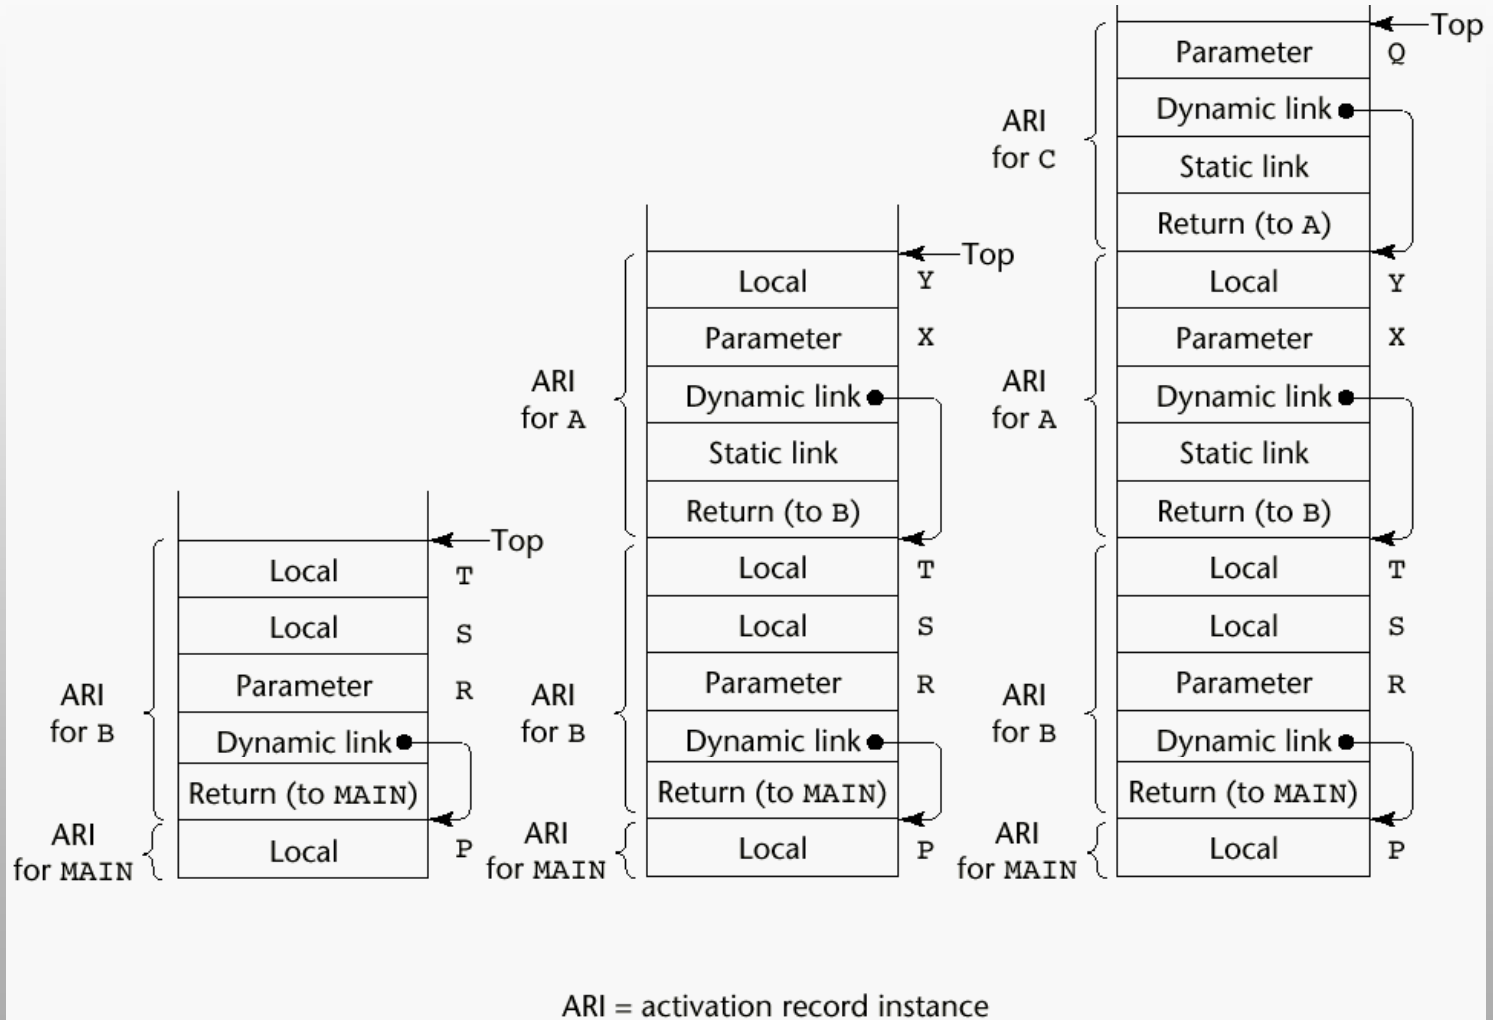 Top
Local T
Local S
Parameter R
Dynamic link
Return (to MAIN)
ARI
for B
Local P
ARI
for MAIN
Top
Local Y
Parameter X
Dynamic link
Static link
Return (to B)
ARI
for A
Local T
Local S
Parameter R
Dynamic link
Return (to MAIN)
ARI
for B
Local P
ARI
for MAIN
Top
Parameter Q
Dynamic link
Static link
Return (to A)
ARI
for C
Local Y
Parameter X
Dynamic link
Static link
Return (to B)
ARI
for A
Local T
Local S
Parameter R
Dynamic link
Return (to MAIN)
ARI
for B
Local P
ARI
for MAIN
ARI = activation record instance